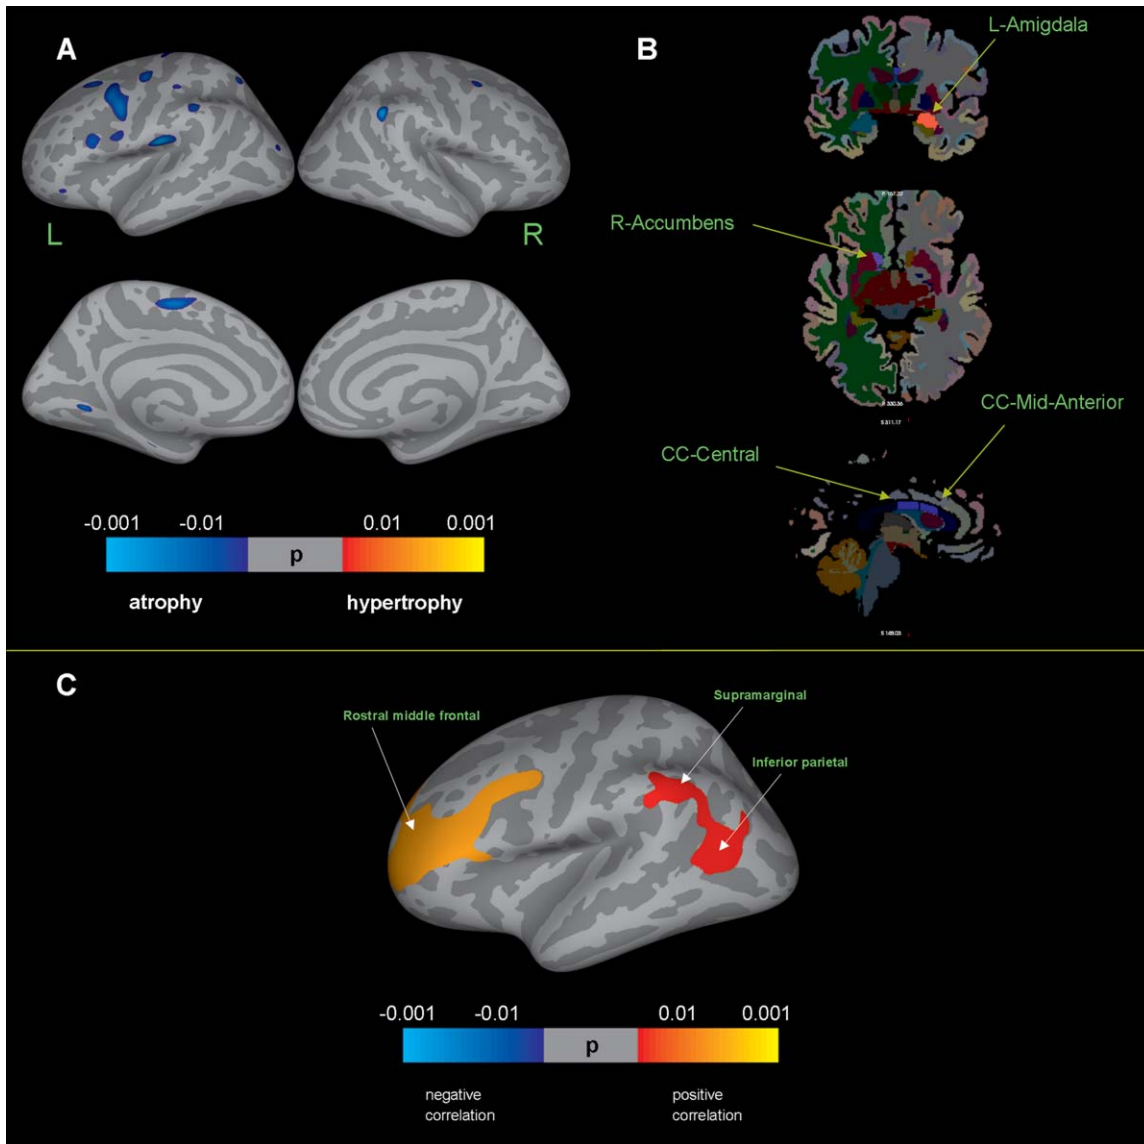 A
B
L-Amigdala
R-Accumbens
L
R
CC-Mid-Anterior
CC-Central
-0.001 -0.01 0.01 0.001
p
atrophy hypertrophy
C
Rostral middle frontal
Supramarginal
Inferior parietal
-0.001 -0.01 0.01 0.001
p
negative positive
correlation correlation